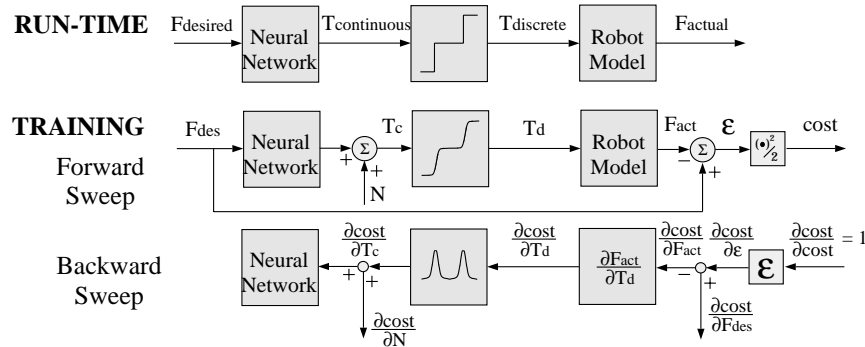 RUN-TIME
Fdesired
Neural
Network
Tcontinuous
Tdiscrete
Robot
Model
Factual
TRAINING
Forward
Sweep
Fdes
Neural
Network
+
Σ
+
N
Tc
Td
Robot
Model
Fact
−
Σ
+
ε
(•)²/2
cost
Backward
Sweep
Neural
Network
∂cost/∂Tc
+
+
∂cost/∂N
∂cost/∂Td
∂Fact/∂Td
∂cost/∂Fact
−
+
∂cost/∂Fdes
∂cost/∂ε
ε
∂cost/∂cost = 1